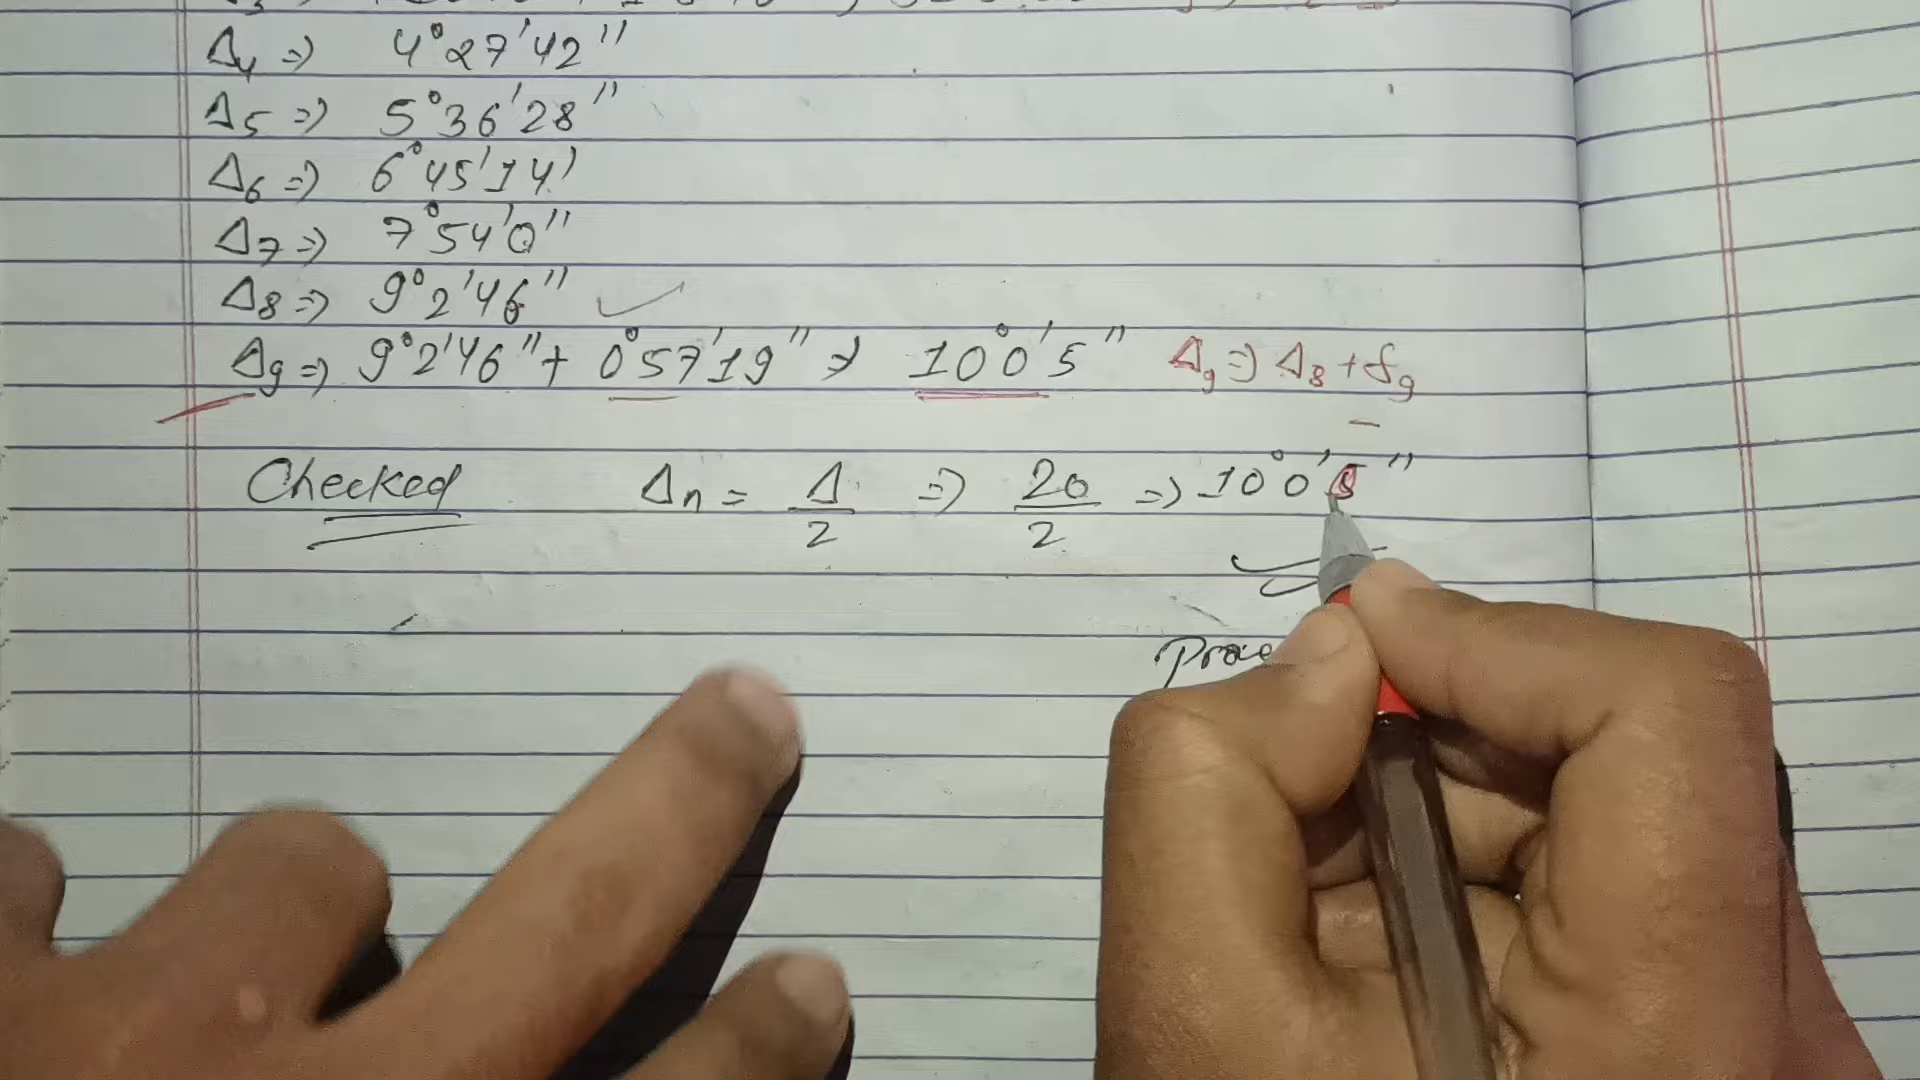 Δ4 => 4°27'42"
Δ5 => 5°36'28"
Δ6 => 6°45'14'
Δ7 => 7°54'0"
Δ8 => 9°2'46"
Δ9 => 9°2'46" + 0°57'19" => 10°0'5" Δ9 => Δ8 + δ9
Checked Δn = Δ/2 => 20/2 => 10°0'5"